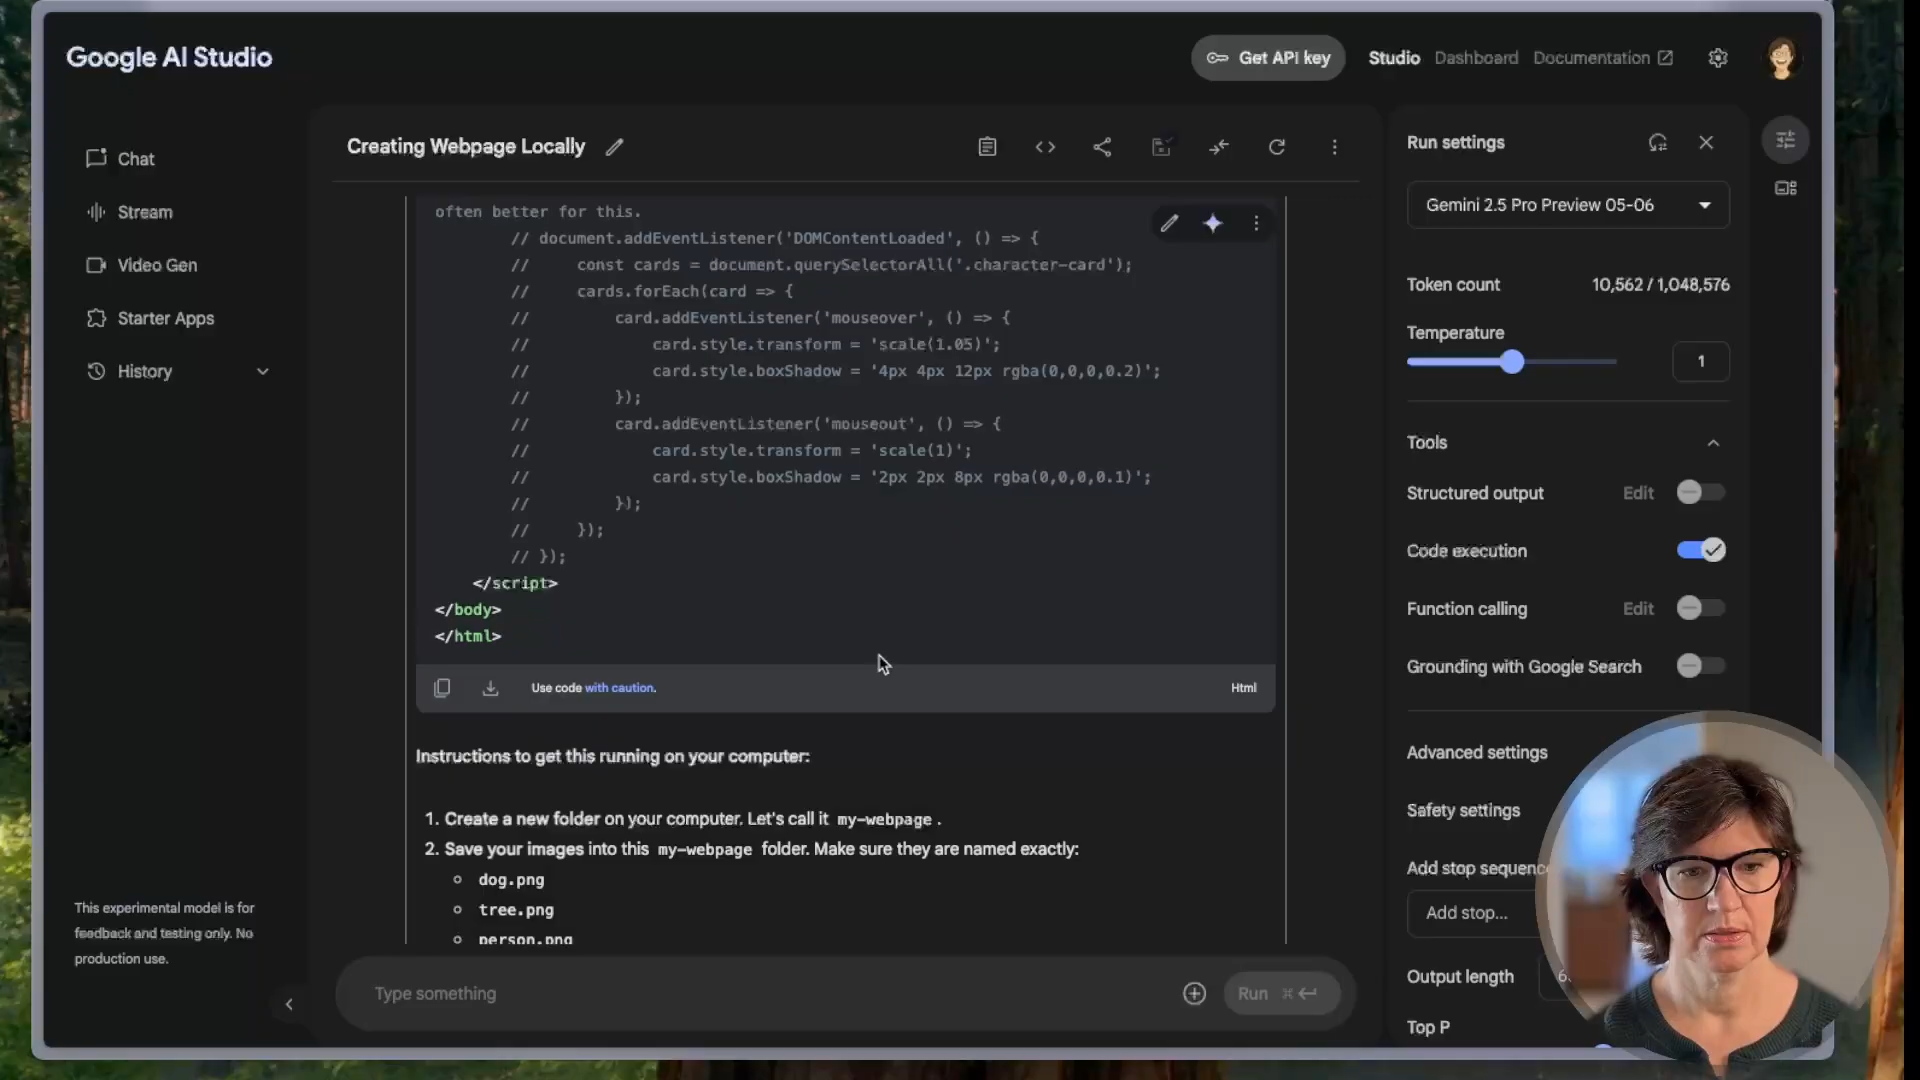 Google AI Studio
Get API key
Studio
Dashboard
Documentation
Chat
Stream
Video Gen
Starter Apps
History
This experimental model is for
feedback and testing only. No
production use.
Creating Webpage Locally
often better for this.
// document.addEventListener('DOMContentLoaded', () => {
//     const cards = document.querySelectorAll('.character-card');
//     cards.forEach(card => {
//         card.addEventListener('mouseover', () => {
//             card.style.transform = 'scale(1.05)';
//             card.style.boxShadow = '4px 4px 12px rgba(0,0,0,0.2)';
//         });
//         card.addEventListener('mouseout', () => {
//             card.style.transform = 'scale(1)';
//             card.style.boxShadow = '2px 2px 8px rgba(0,0,0,0.1)';
//         });
//     });
// });
</script>
</body>
</html>
Use code with caution.
Html
Instructions to get this running on your computer:
1. Create a new folder on your computer. Let's call it my-webpage .
2. Save your images into this my-webpage folder. Make sure they are named exactly:
dog.png
tree.png
person.png
Type something
Run ⌘
Run settings
Gemini 2.5 Pro Preview 05-06
Token count 10,562 / 1,048,576
Temperature
1
Tools
Structured output Edit
Code execution
Function calling Edit
Grounding with Google Search
Advanced settings
Safety settings
Add stop sequence
Add stop...
Output length
Top P